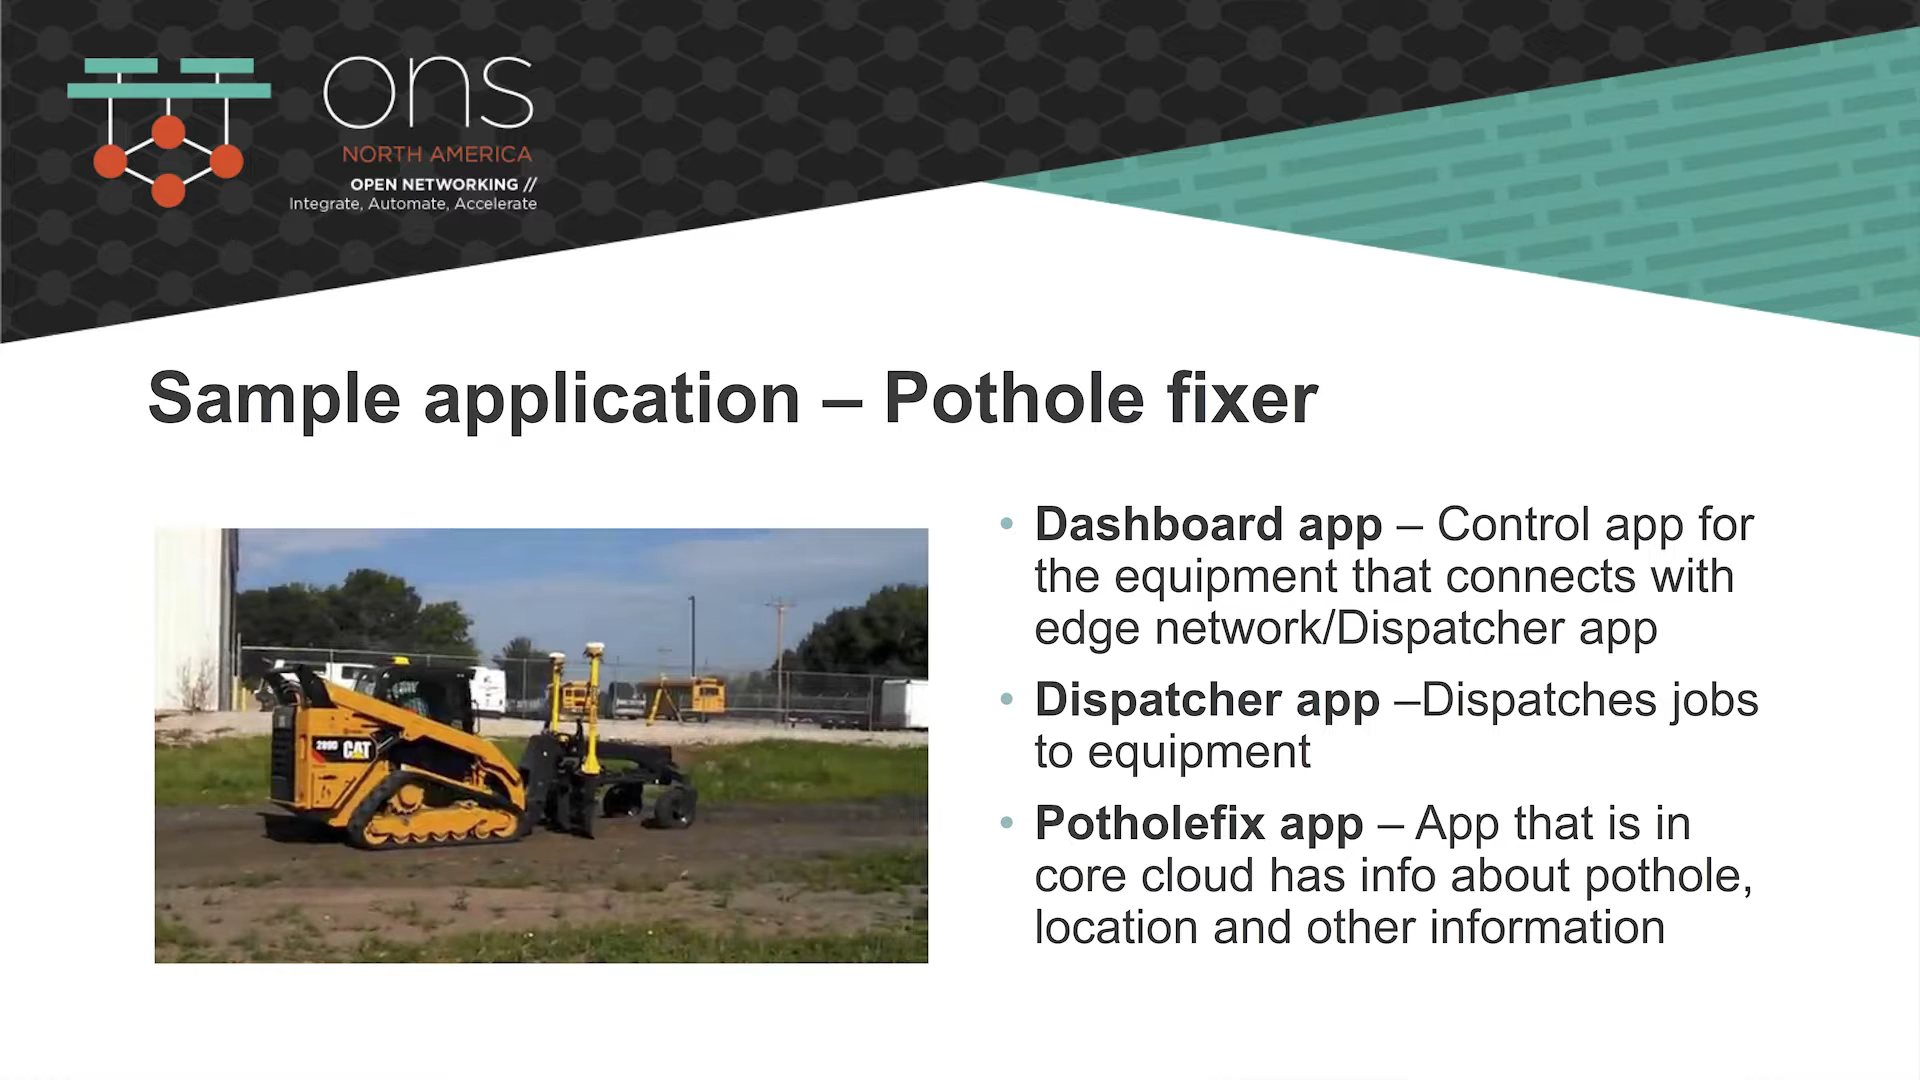 ons
NORTH AMERICA
OPEN NETWORKING //
Integrate, Automate, Accelerate
Sample application – Pothole fixer
289D CAT
• Dashboard app – Control app for
the equipment that connects with
edge network/Dispatcher app
• Dispatcher app –Dispatches jobs
to equipment
• Potholefix app – App that is in
core cloud has info about pothole,
location and other information